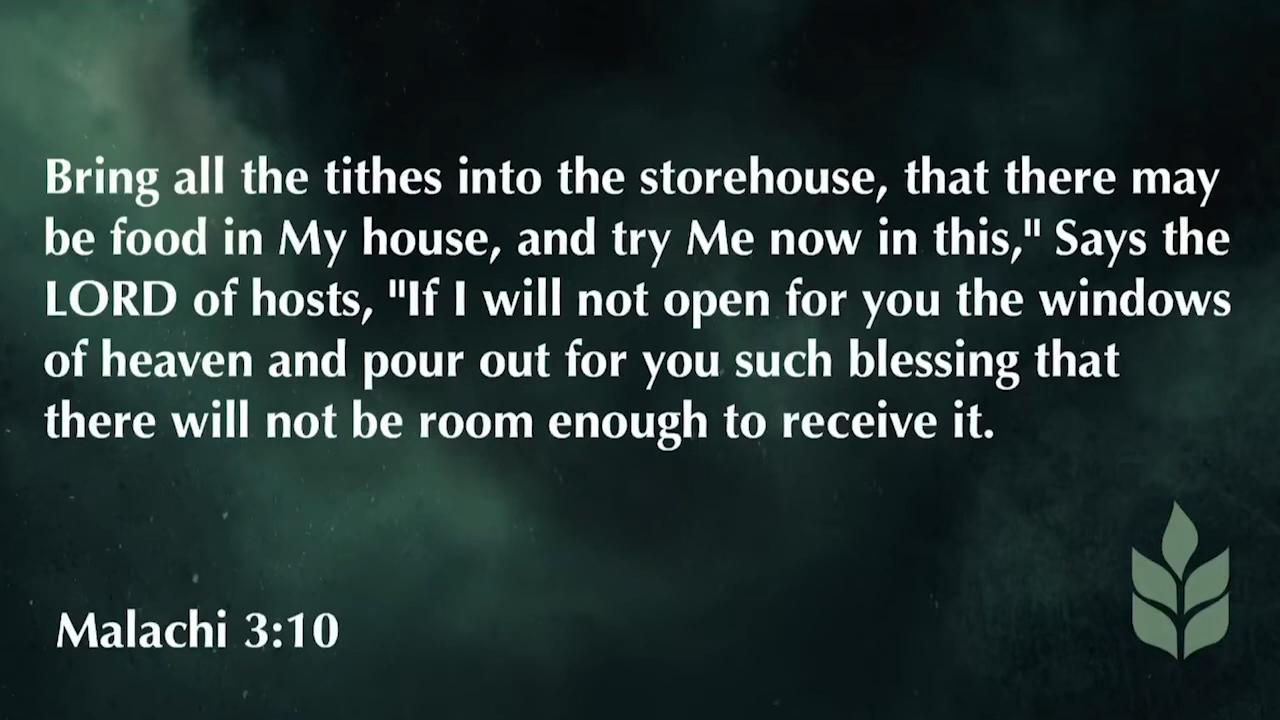 Bring all the tithes into the storehouse, that there may
be food in My house, and try Me now in this," Says the
LORD of hosts, "If I will not open for you the windows
of heaven and pour out for you such blessing that
there will not be room enough to receive it.
Malachi 3:10